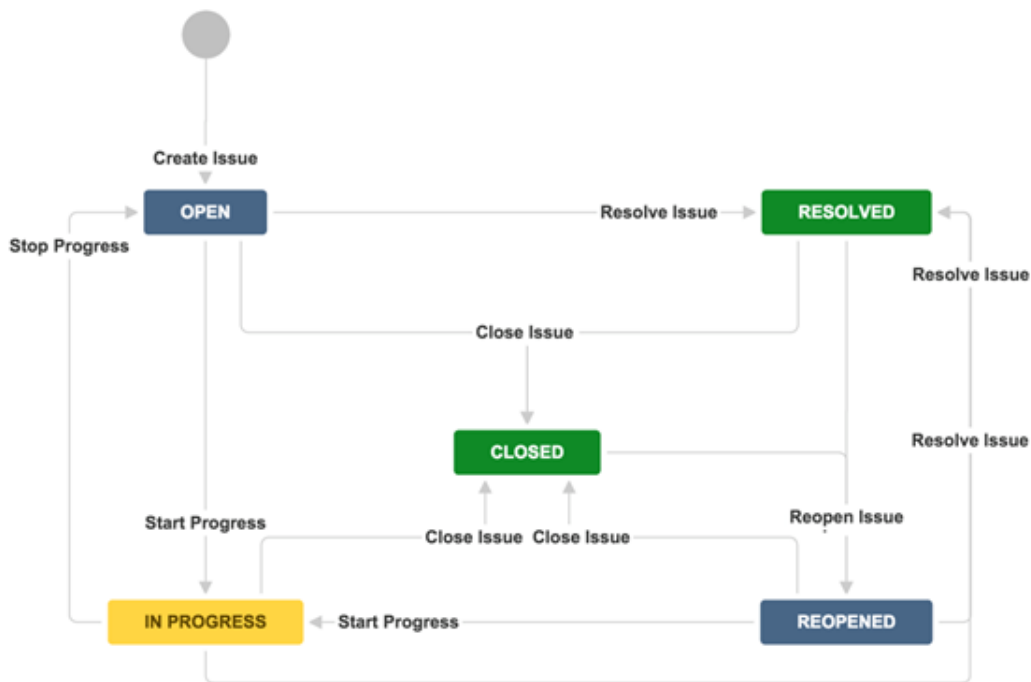 Create Issue
OPEN
Resolve Issue
RESOLVED
Stop Progress
Resolve Issue
Close Issue
Resolve Issue
CLOSED
Start Progress
Close Issue
Close Issue
Reopen Issue
IN PROGRESS
Start Progress
REOPENED